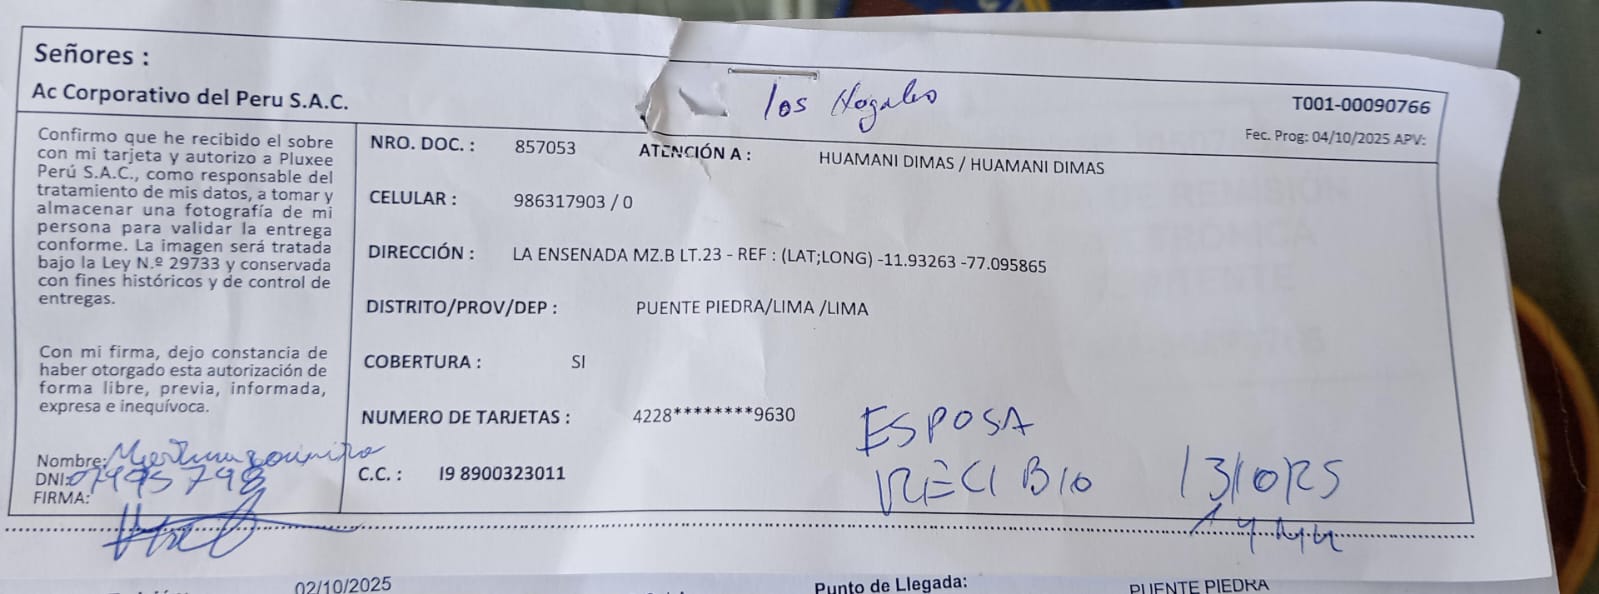 Señores :
Ac Corporativo del Peru S.A.C.
los Nogales
T001-00090766
Fec. Prog: 04/10/2025 APV:
Confirmo que he recibido el sobre
con mi tarjeta y autorizo a Pluxee
Perú S.A.C., como responsable del
tratamiento de mis datos, a tomar y
almacenar una fotografía de mi
persona para validar la entrega
conforme. La imagen será tratada
bajo la Ley N.º 29733 y conservada
con fines históricos y de control de
entregas.
Con mi firma, dejo constancia de
haber otorgado esta autorización de
forma libre, previa, informada,
expresa e inequívoca.
Nombre:
DNI:
FIRMA:
NRO. DOC. : 857053 ATENCIÓN A : HUAMANI DIMAS / HUAMANI DIMAS
CELULAR : 986317903 / 0
DIRECCIÓN : LA ENSENADA MZ.B LT.23 - REF : (LAT;LONG) -11.93263 -77.095865
DISTRITO/PROV/DEP : PUENTE PIEDRA/LIMA /LIMA
COBERTURA : SI
NUMERO DE TARJETAS : 4228********9630
C.C. : I9 8900323011
ESPOSA
RECIBIO 13/10/25
02/10/2025 Punto de Llegada: PUENTE PIEDRA